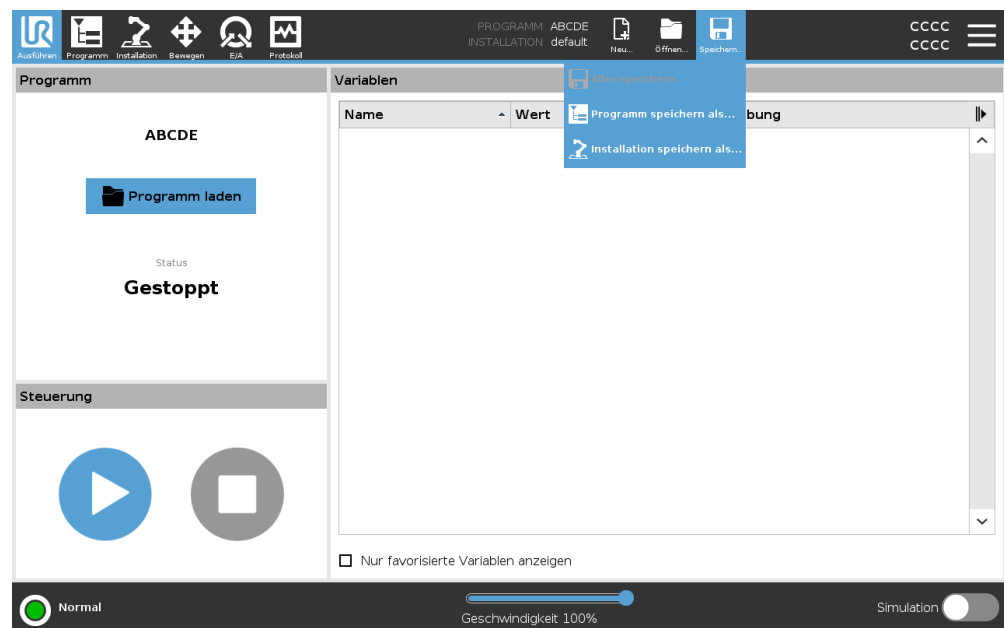 PROGRAMM ABCDE
INSTALLATION default
CCCC
CCCC
Ausführen Programm Installation Bewegen E/A Protokoll
Neu... Öffnen... Speichern...
Programm
Variablen
Alles speichern
Programm speichern als...
Installation speichern als...
Name Wert bung
ABCDE
Programm laden
Status
Gestoppt
Steuerung
Nur favorisierte Variablen anzeigen
Normal
Geschwindigkeit 100%
Simulation